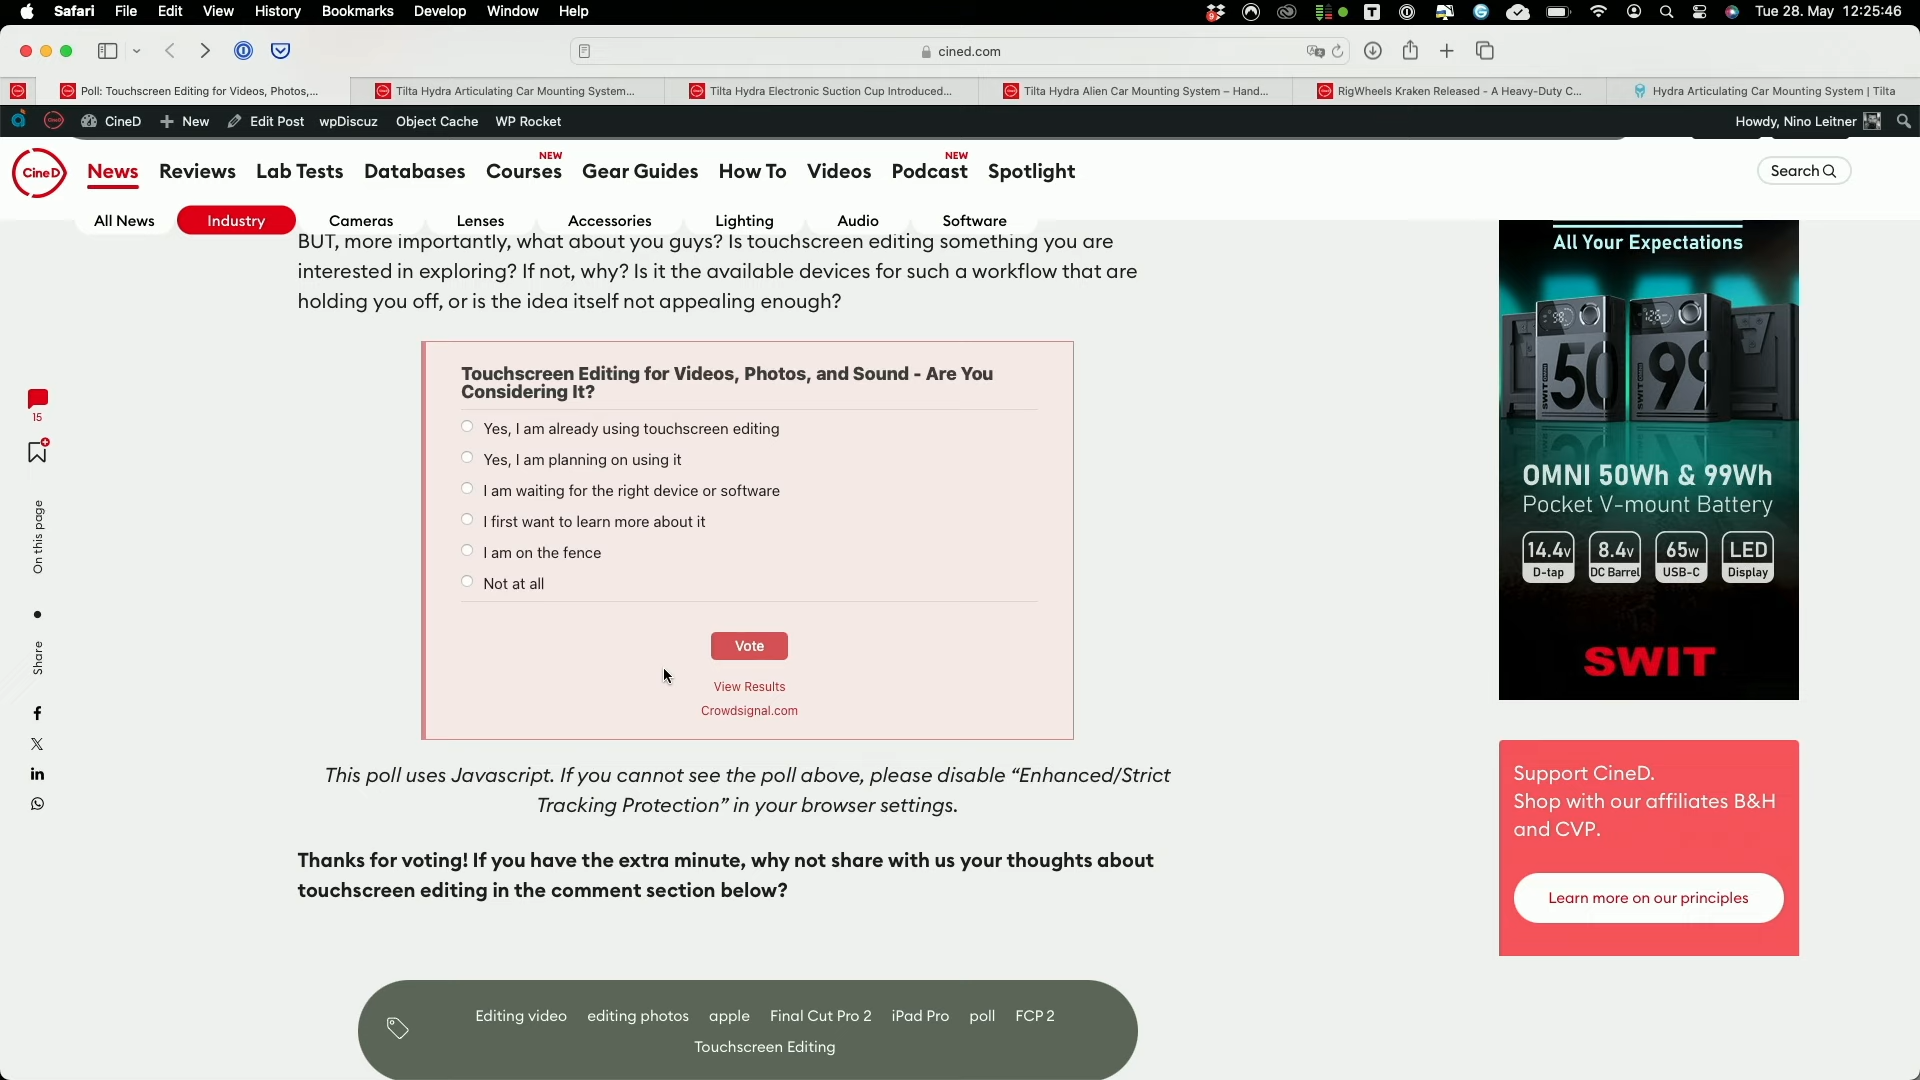 Safari File Edit View History Bookmarks Develop Window Help Tue 28. May 12:25:46
cined.com
Poll: Touchscreen Editing for Videos, Photos,... Tilta Hydra Articulating Car Mounting System... Tilta Hydra Electronic Suction Cup Introduced... Tilta Hydra Alien Car Mounting System – Hand... RigWheels Kraken Released - A Heavy-Duty C... Hydra Articulating Car Mounting System | Tilta
CineD New Edit Post wpDiscuz Object Cache WP Rocket Howdy, Nino Leitner
NEW NEW
CineD News Reviews Lab Tests Databases Courses Gear Guides How To Videos Podcast Spotlight Search
All News Industry Cameras Lenses Accessories Lighting Audio Software
BUT, more importantly, what about you guys? Is touchscreen editing something you are
interested in exploring? If not, why? Is it the available devices for such a workflow that are
holding you off, or is the idea itself not appealing enough?
Touchscreen Editing for Videos, Photos, and Sound - Are You
Considering It?
Yes, I am already using touchscreen editing
Yes, I am planning on using it
I am waiting for the right device or software
I first want to learn more about it
I am on the fence
Not at all
Vote
View Results
Crowdsignal.com
This poll uses Javascript. If you cannot see the poll above, please disable “Enhanced/Strict
Tracking Protection” in your browser settings.
Thanks for voting! If you have the extra minute, why not share with us your thoughts about
touchscreen editing in the comment section below?
Editing video editing photos apple Final Cut Pro 2 iPad Pro poll FCP 2
Touchscreen Editing
15
On this page
Share
All Your Expectations
50 99
OMNI 50Wh & 99Wh
Pocket V-mount Battery
14.4v 8.4v 65w LED
D-tap DC Barrel USB-C Display
SWIT
Support CineD.
Shop with our affiliates B&H
and CVP.
Learn more on our principles